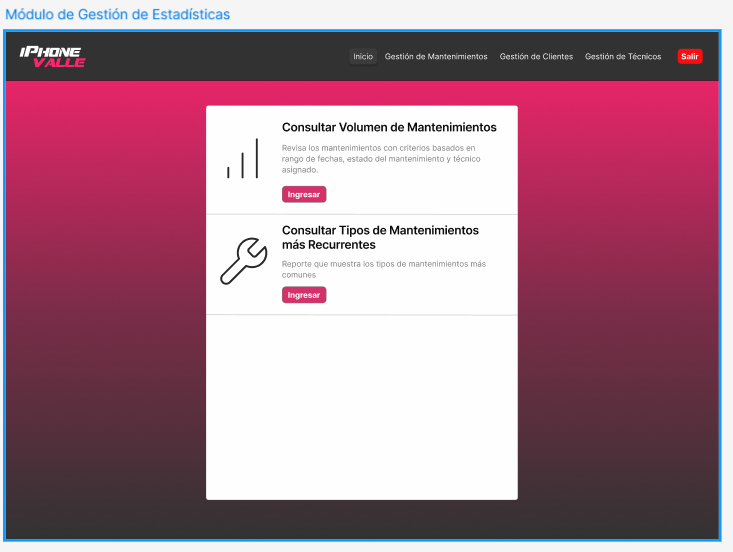 Módulo de Gestión de Estadísticas
IPHONE
VALLE
Inicio Gestión de Mantenimientos Gestión de Clientes Gestión de Técnicos Salir
Consultar Volumen de Mantenimientos
Revisa los mantenimientos con criterios basados en
rango de fechas, estado del mantenimiento y técnico
asignado.
Ingresar
Consultar Tipos de Mantenimientos
más Recurrentes
Reporte que muestra los tipos de mantenimientos más
comunes
Ingresar